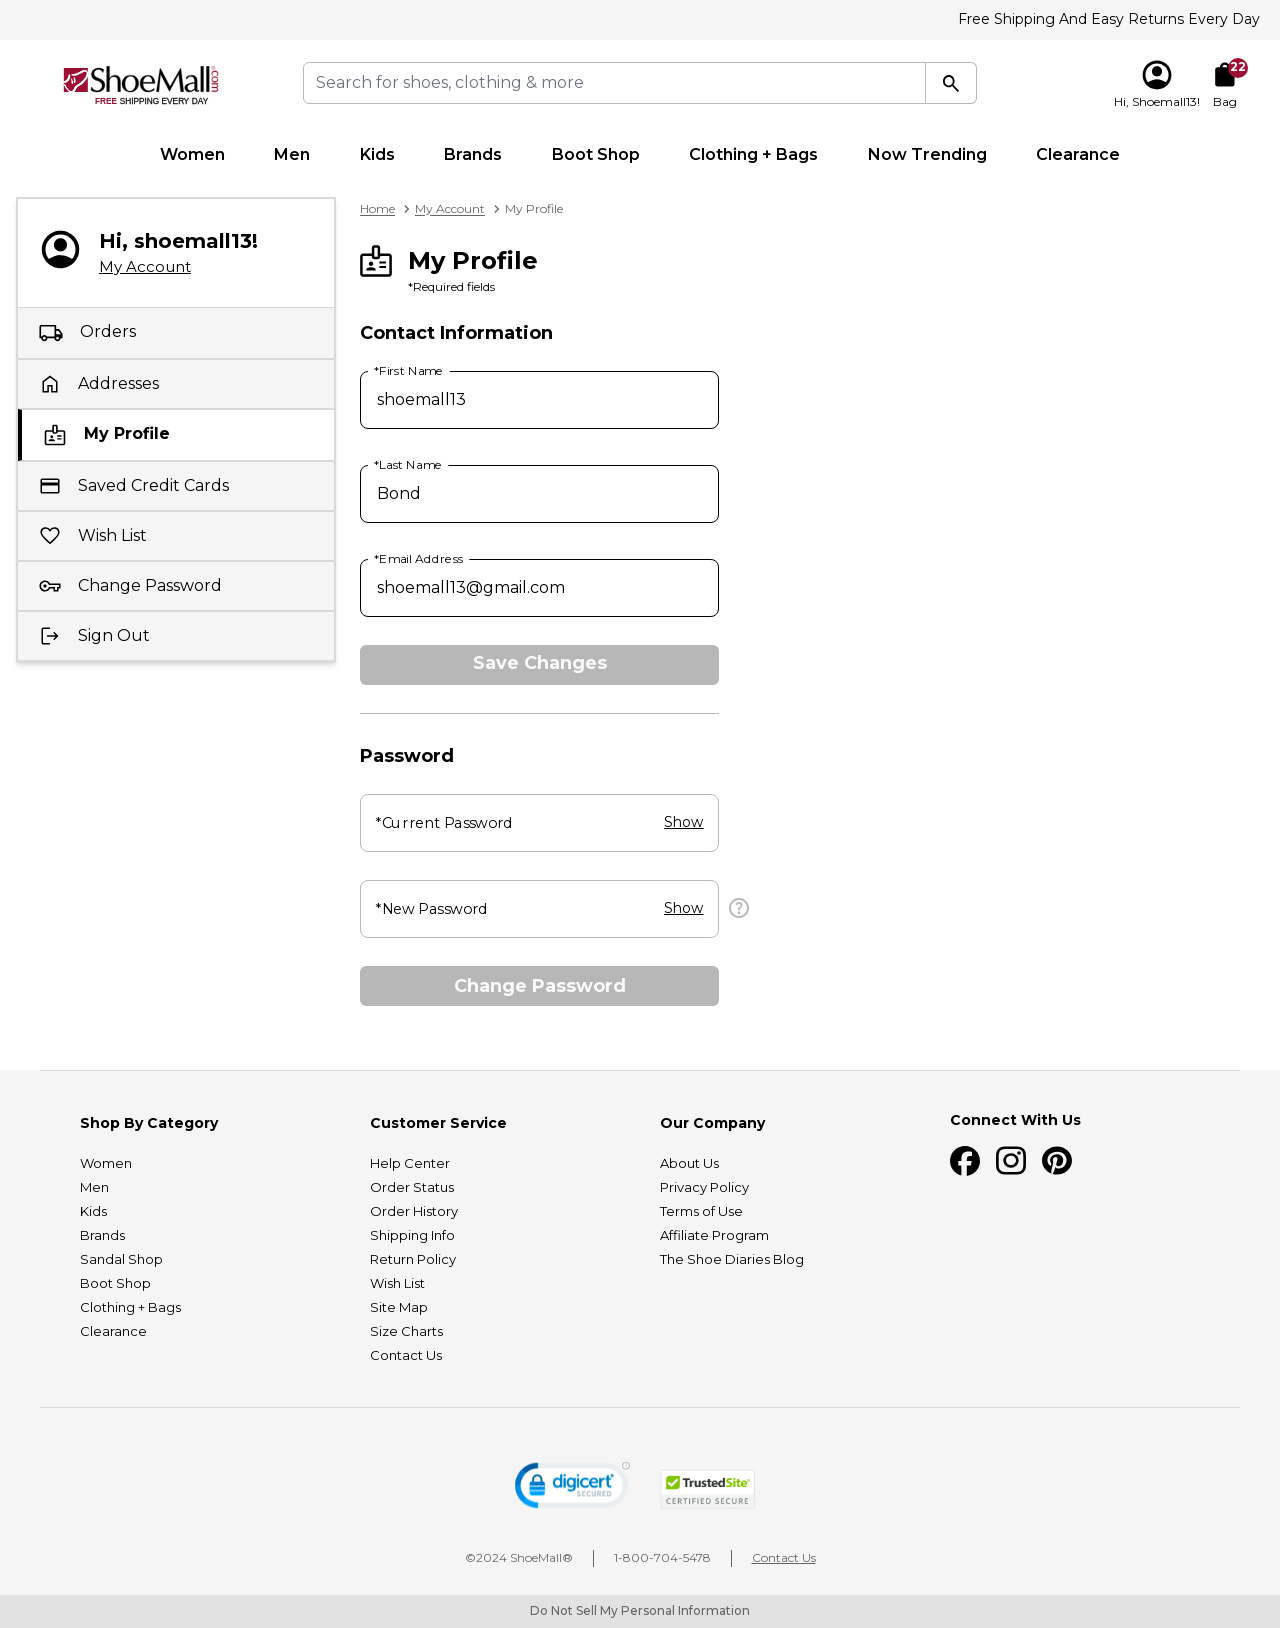 Free Shipping And Easy Returns Every Day
ShoeMall.com
FREE SHIPPING EVERY DAY
Search for shoes, clothing & more
22
Hi, Shoemall13!
Bag
Women
Men
Kids
Brands
Boot Shop
Clothing + Bags
Now Trending
Clearance
Hi, shoemall13!
My Account
Orders
Addresses
My Profile
Saved Credit Cards
Wish List
Change Password
Sign Out
Home > My Account > My Profile
My Profile
*Required fields
Contact Information
*First Name
shoemall13
*Last Name
Bond
*Email Address
shoemall13@gmail.com
Save Changes
Password
*Current Password
Show
*New Password
Show
?
Change Password
Shop By Category
Women
Men
Kids
Brands
Sandal Shop
Boot Shop
Clothing + Bags
Clearance
Customer Service
Help Center
Order Status
Order History
Shipping Info
Return Policy
Wish List
Site Map
Size Charts
Contact Us
Our Company
About Us
Privacy Policy
Terms of Use
Affiliate Program
The Shoe Diaries Blog
Connect With Us
digicert
SECURED
TrustedSite
CERTIFIED SECURE
©2024 ShoeMall®
1-800-704-5478
Contact Us
Do Not Sell My Personal Information